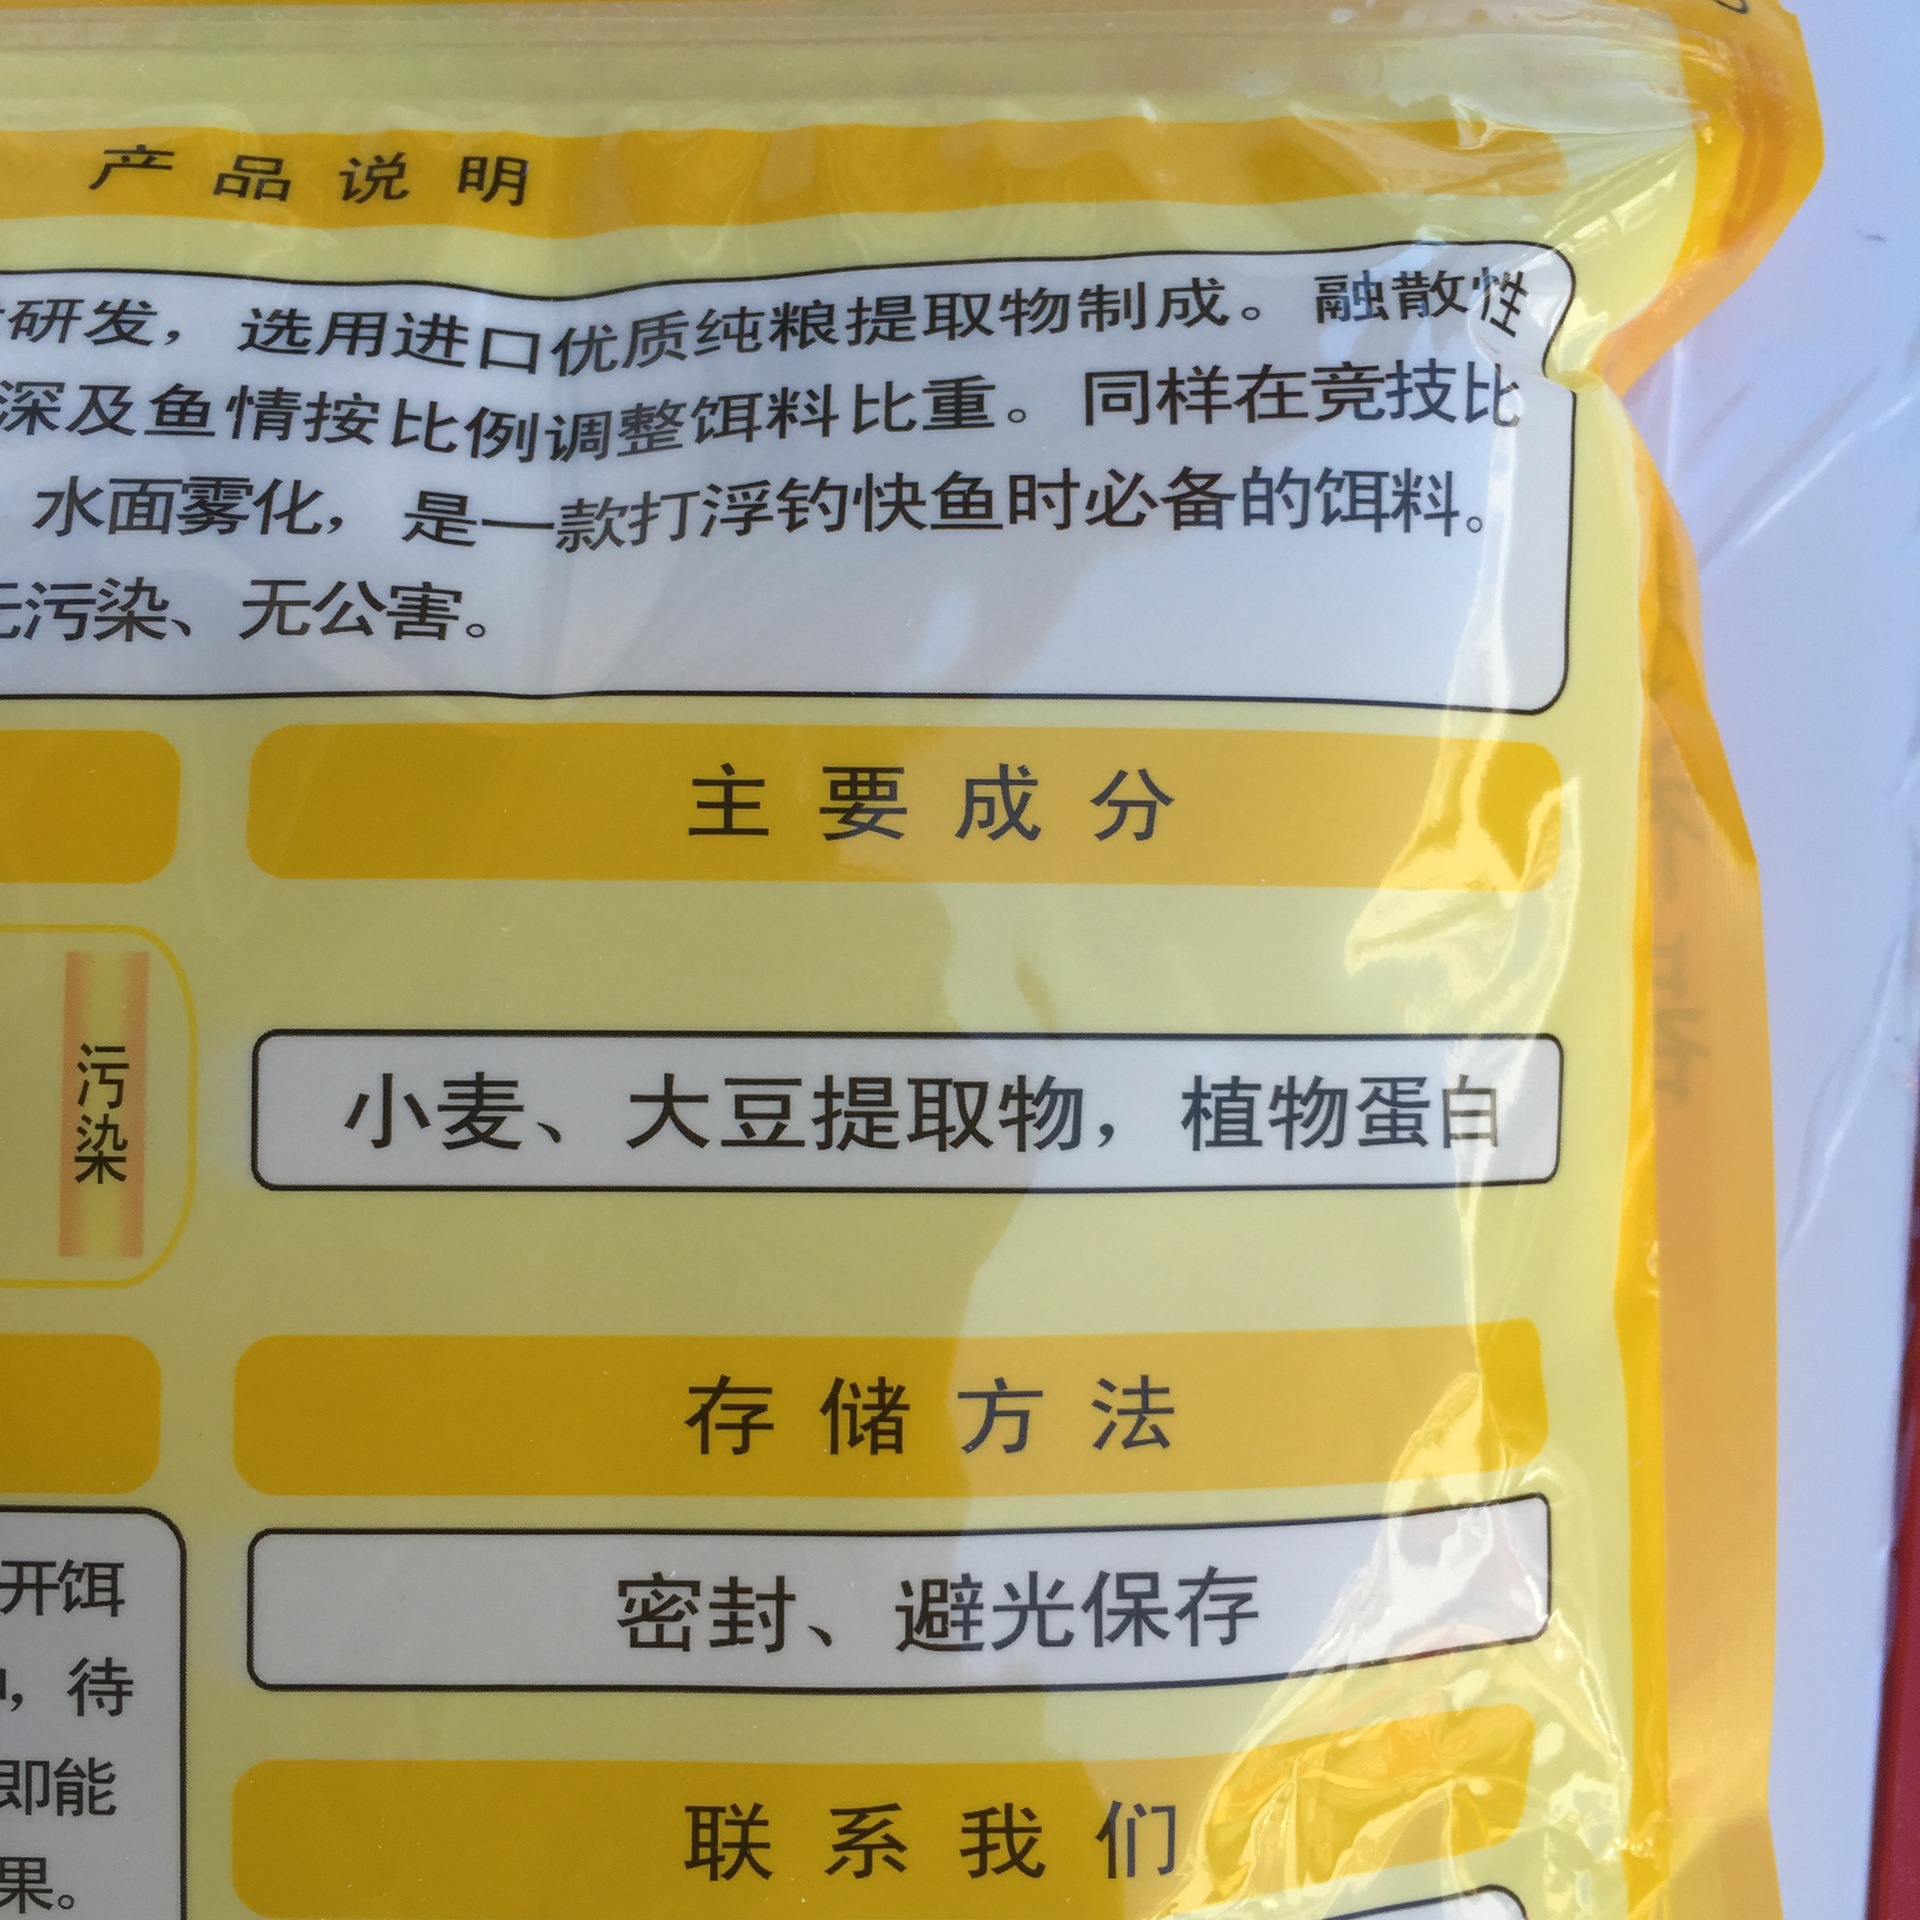 产品说明
研发，选用进口优质纯粮提取物制成。融散性
深及鱼情按比例调整饵料比重。同样在竞技比
水面雾化，是一款打浮钓快鱼时必备的饵料。
无污染、无公害。
主要成分
污染
小麦、大豆提取物，植物蛋白
存储方法
密封、避光保存
开饵
，待
即能
果。
联系我们